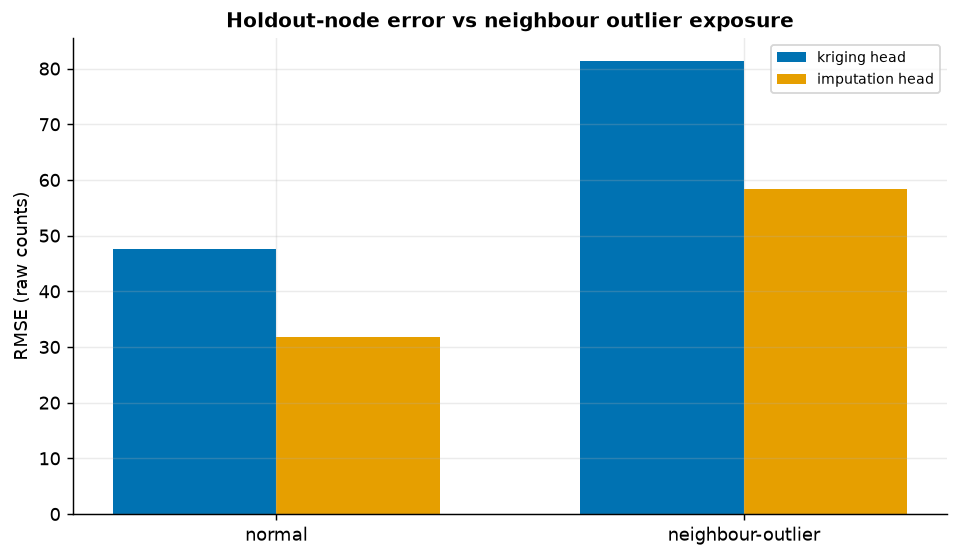 Holdout-node error vs neighbour outlier exposure
kriging head
imputation head
RMSE (raw counts)
80
70
60
50
40
30
20
10
0
normal
neighbour-outlier